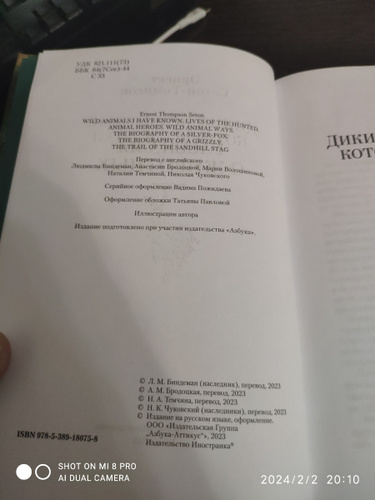 УДК 821.111(73)
ББК 84(7Сое)-44
С 33
Ernest Thompson Seton
WILD ANIMALS I HAVE KNOWN. LIVES OF THE HUNTED.
ANIMAL HEROES. WILD ANIMAL WAYS.
THE BIOGRAPHY OF A SILVER-FOX.
THE BIOGRAPHY OF A GRIZZLY.
THE TRAIL OF THE SANDHILL STAG
Перевод с английского
Людмилы Биндеман, Анастасии Бродоцкой, Марии Волошиновой,
Наталии Темчиной, Николая Чуковского
Серийное оформление Вадима Пожидаева
Оформление обложки Татьяны Павловой
Иллюстрации автора
Издание подготовлено при участии издательства «Азбука».
ДИКИ
КОТО
© Л. М. Биндеман (наследник), перевод, 2023
© А. М. Бродоцкая, перевод, 2023
© Н. А. Темчина, перевод, 2023
© Н. К. Чуковский (наследники), перевод, 2023
© Издание на русском языке, оформление.
ООО «Издательская Группа
„Азбука-Аттикус“», 2023
Издательство Иностранка®
ISBN 978-5-389-18075-8
SHOT ON MI 8 PRO
AI DUAL CAMERA
2024/2/2 20:10